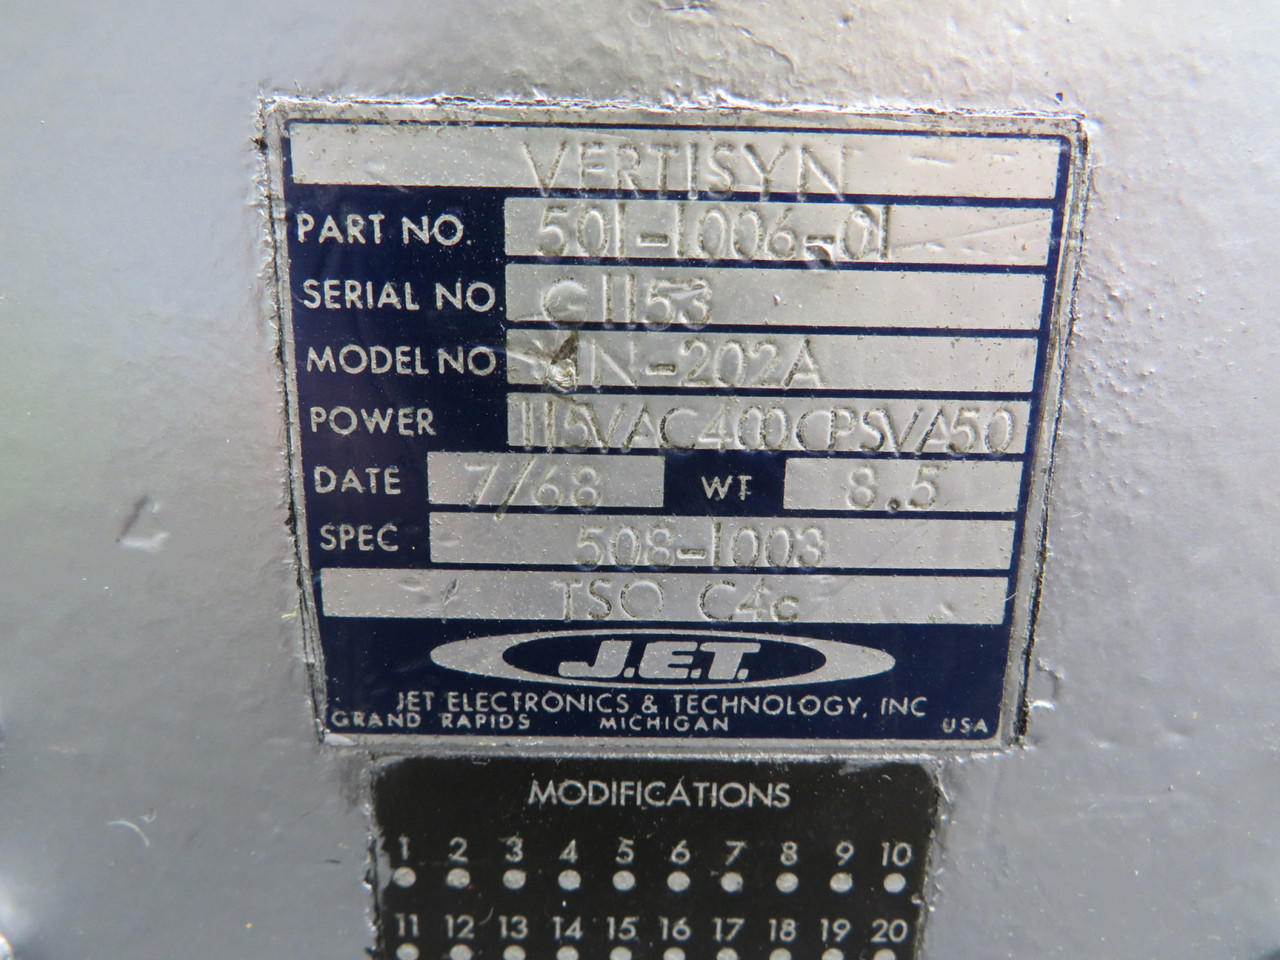 VERTISYN
PART NO. 501-1006-01
SERIAL NO G1153
MODEL NO N-202A
POWER 115VAC400CPSVA50
DATE 7/68 WT 8.5
SPEC 508-1003
TSO C4c
J.E.T.
JET ELECTRONICS & TECHNOLOGY, INC
GRAND RAPIDS MICHIGAN USA
MODIFICATIONS
1 2 3 4 5 6 7 8 9 10
11 12 13 14 15 16 17 18 19 20